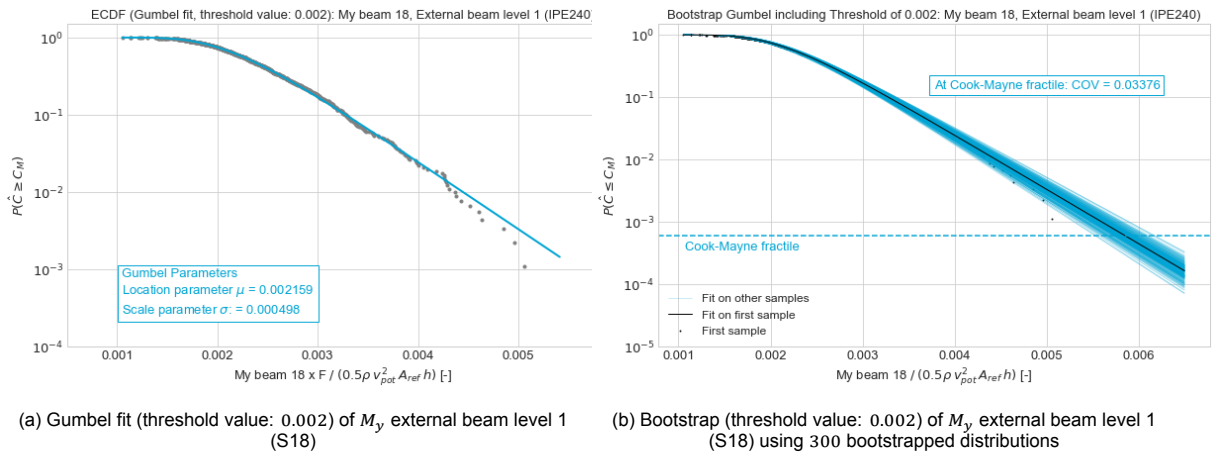 ECDF (Gumbel fit, threshold value: 0.002): My beam 18, External beam level 1 (IPE240)
10^0
10^-1
10^-2
10^-3
10^-4
P(Ĉ ≥ C_M)
Gumbel Parameters
Location parameter μ = 0.002159
Scale parameter σ: = 0.000498
0.001 0.002 0.003 0.004 0.005
My beam 18 x F / (0.5ρ v²_pot A_ref h) [-]
(a) Gumbel fit (threshold value: 0.002) of M_y external beam level 1
(S18)
Bootstrap Gumbel including Threshold of 0.002: My beam 18, External beam level 1 (IPE240)
10^0
10^-1
10^-2
10^-3
10^-4
10^-5
P(Ĉ ≤ C_M)
At Cook-Mayne fractile: COV = 0.03376
Cook-Mayne fractile
Fit on other samples
Fit on first sample
First sample
0.001 0.002 0.003 0.004 0.005 0.006
My beam 18 / (0.5ρ v²_pot A_ref h) [-]
(b) Bootstrap (threshold value: 0.002) of M_y external beam level 1
(S18) using 300 bootstrapped distributions